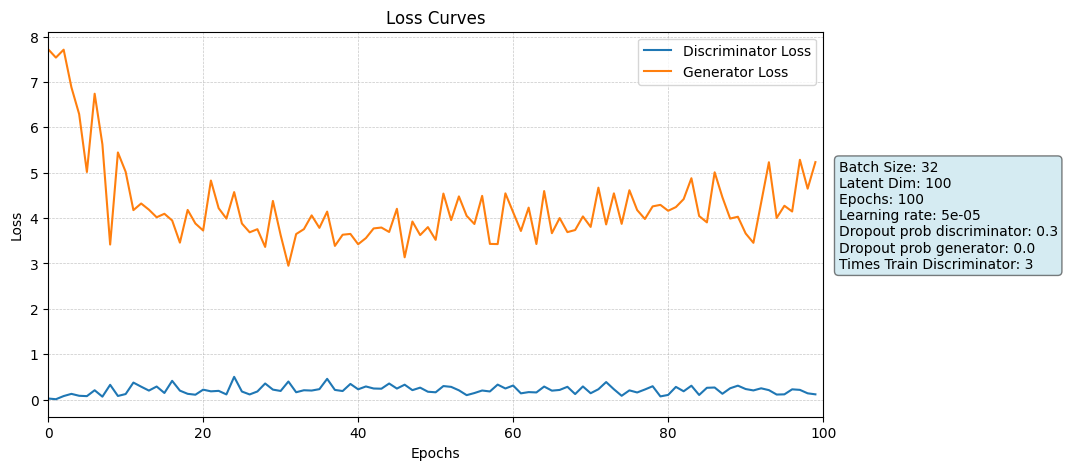 Loss Curves
Discriminator Loss
Generator Loss
8
7
6
5
4
3
2
1
0
Loss
0 20 40 60 80 100
Epochs
Batch Size: 32
Latent Dim: 100
Epochs: 100
Learning rate: 5e-05
Dropout prob discriminator: 0.3
Dropout prob generator: 0.0
Times Train Discriminator: 3